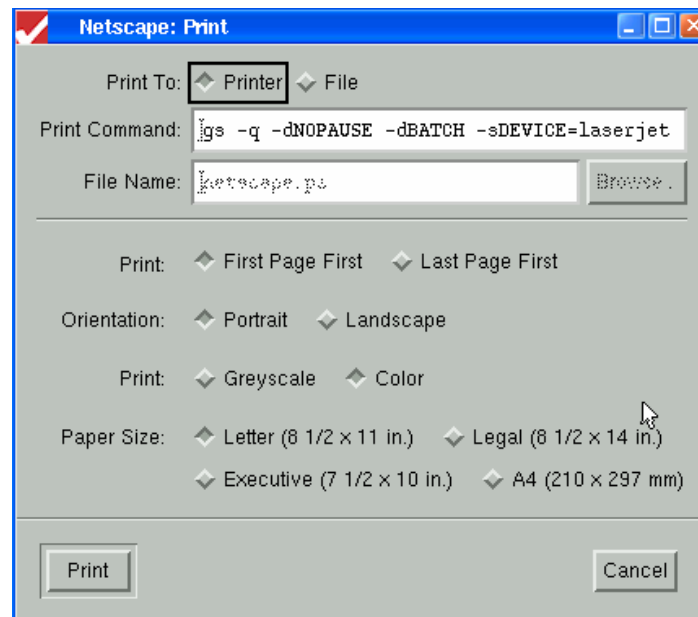 Netscape: Print
Print To: Printer File
Print Command: gs -q -dNOPAUSE -dBATCH -sDEVICE=laserjet
File Name: netscape.ps Browse..
Print: First Page First Last Page First
Orientation: Portrait Landscape
Print: Greyscale Color
Paper Size: Letter (8 1/2 x 11 in.) Legal (8 1/2 x 14 in.)
Executive (7 1/2 x 10 in.) A4 (210 x 297 mm)
Print Cancel